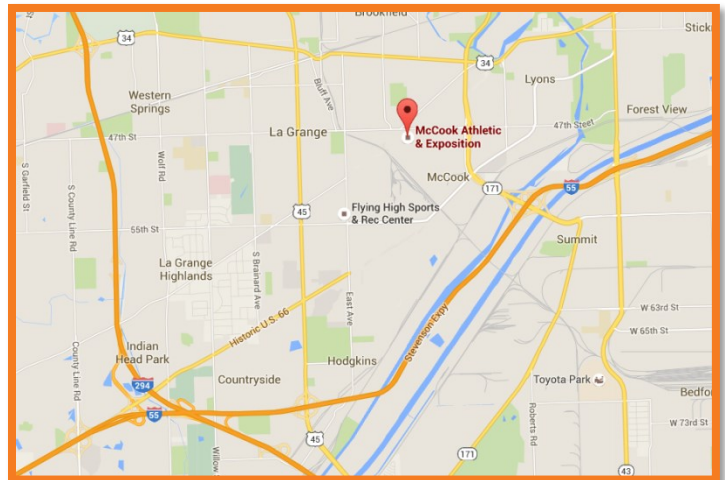 Brookfield
Stick
34
34
Western
Springs
Bluff Ave
Lyons
Forest View
La Grange
McCook Athletic
& Exposition
47th St
47th Street
Wolf Rd
S Garfield St
S County Line Rd
McCook
171
55
45
Flying High Sports
& Rec Center
55th St
Summit
La Grange
Highlands
S Brainard Ave
East Ave
Historic U.S. 66
Stevenson Expy
W 63rd St
W 65th St
Indian
Head Park
County Line Rd
Hodgkins
294
Countryside
Toyota Park
Bedfo
55
Willow
45
Roberts Rd
W 73rd St
171
43